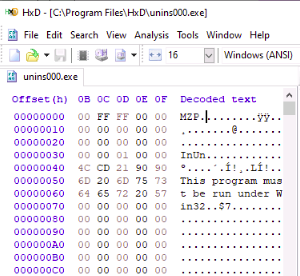 HxD - [C:\Program Files\HxD\unins000.exe]
File Edit Search View Analysis Tools Window Help
16 Windows (ANSI)
unins000.exe
Offset(h) 0B 0C 0D 0E 0F Decoded text
00000000 00 FF FF 00 00 MZP.........ÿÿ..
00000010 00 00 00 00 00 ¸.......@.......
00000020 00 00 00 00 00 ................
00000030 00 00 01 00 00 InUn............
00000040 4C CD 21 90 90 º....´.Í!¸.LÍ!..
00000050 6D 20 6D 75 73 This program mus
00000060 64 65 72 20 57 t be run under W
00000070 00 00 00 00 00 in32..$7........
00000080 00 00 00 00 00 ................
00000090 00 00 00 00 00 ................
000000A0 00 00 00 00 00 ................
000000B0 00 00 00 00 00 ................
000000C0 00 00 00 00 00 ................